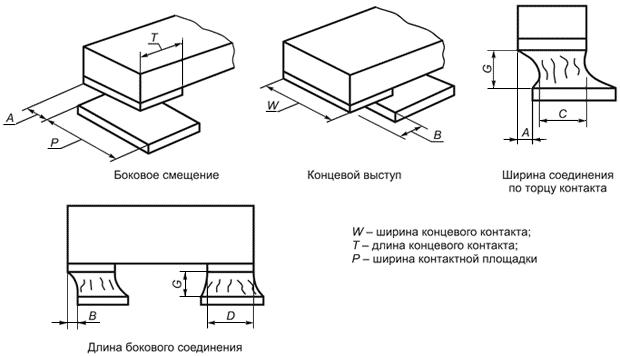 T
A
P
Боковое смещение
W
B
Концевой выступ
G
C
A
Ширина соединения
по торцу контакта
G
B
D
Длина бокового соединения
W – ширина концевого контакта;
T – длина концевого контакта;
P – ширина контактной площадки